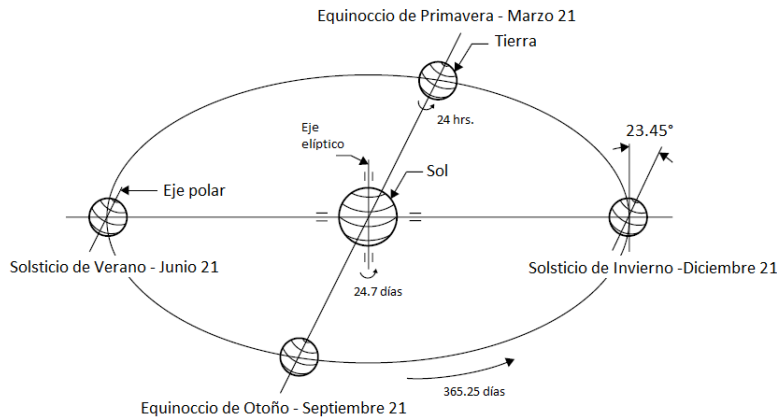 Equinoccio de Primavera - Marzo 21
Tierra
24 hrs.
23.45°
Eje
elíptico
Sol
Eje polar
Solsticio de Verano - Junio 21
Solsticio de Invierno -Diciembre 21
24.7 días
365.25 días
Equinoccio de Otoño - Septiembre 21